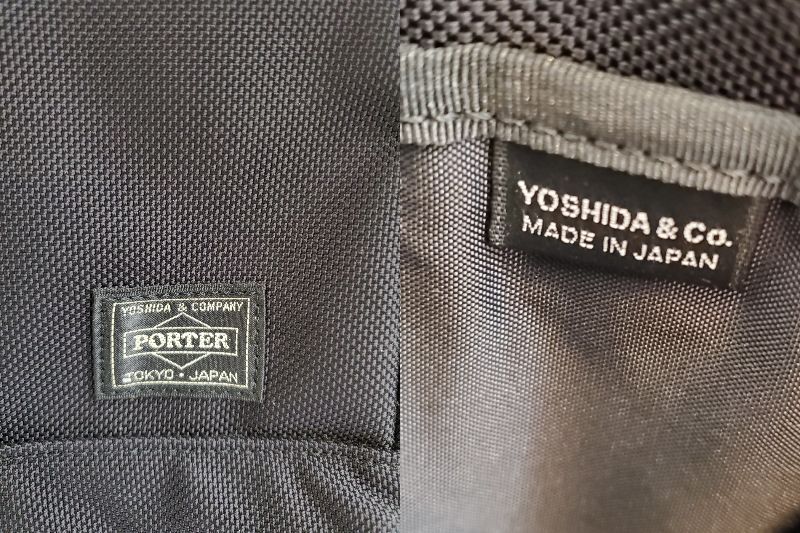 YOSHIDA & COMPANY
PORTER
TOKYO • JAPAN
YOSHIDA & Co.
MADE IN JAPAN